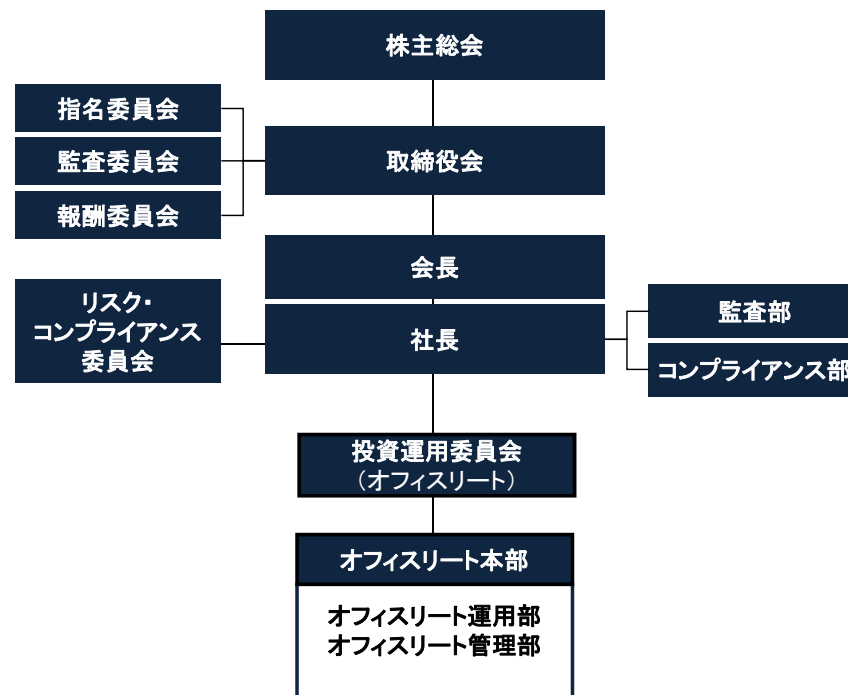 株主総会
指名委員会
監査委員会
報酬委員会
取締役会
会長
リスク・
コンプライアンス
委員会
社長
監査部
コンプライアンス部
投資運用委員会
（オフィスリート）
オフィスリート本部
オフィスリート運用部
オフィスリート管理部